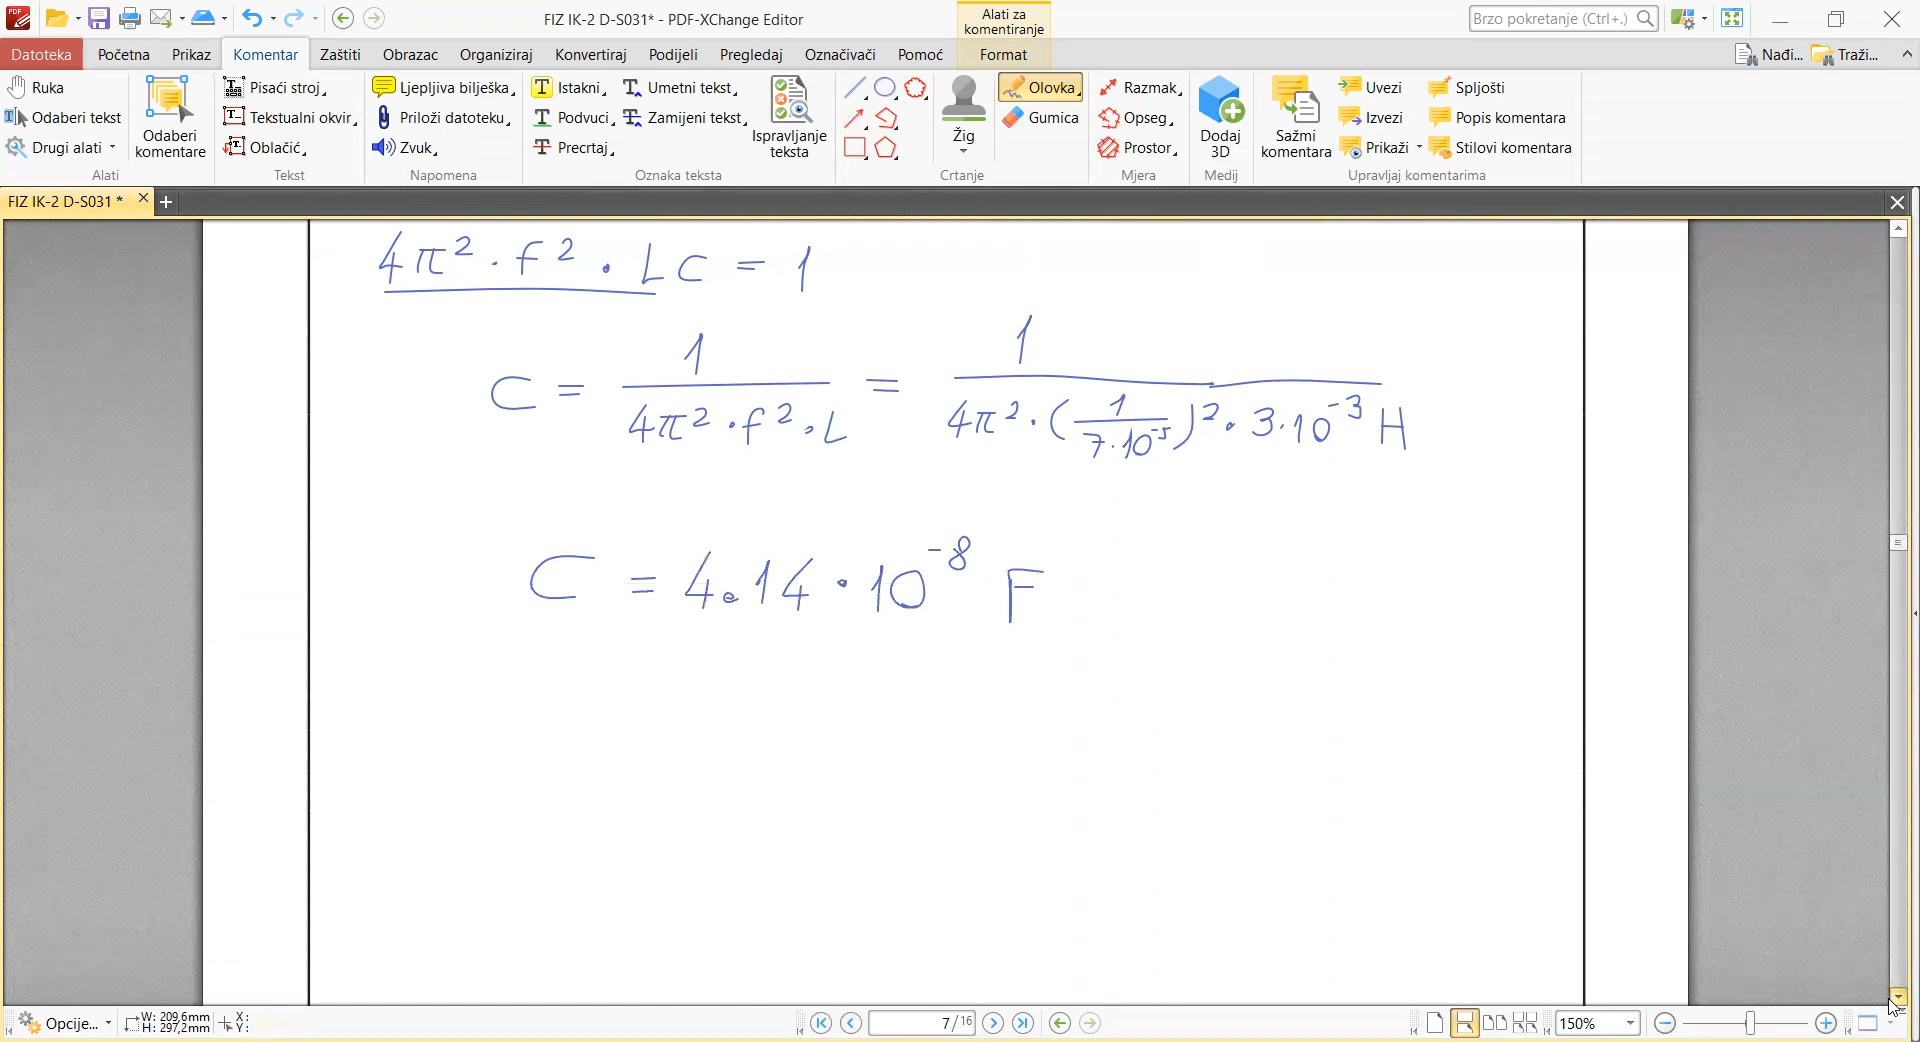 FIZ IK-2 D-S031* - PDF-XChange Editor
Alati za komentiranje
Brzo pokretanje (Ctrl+.)
Datoteka Početna Prikaz Komentar Zaštiti Obrazac Organiziraj Konvertiraj Podijeli Pregledaj Označivači Pomoć Format Nađi... Traži...
Ruka
Odaberi tekst
Drugi alati
Odaberi komentare
Alati
Pisaći stroj
Tekstualni okvir
Oblačić
Tekst
Ljepljiva bilješka
Priloži datoteku
Zvuk
Napomena
Istakni
Podvuci
Precrtaj
Umetni tekst
Zamijeni tekst
Ispravljanje teksta
Oznaka teksta
Crtanje
Žig
Olovka
Gumica
Razmak
Opseg
Prostor
Mjera
Dodaj 3D
Medij
Sažmi komentara
Uvezi
Izvezi
Prikaži
Spljošti
Popis komentara
Stilovi komentara
Upravljaj komentarima
FIZ IK-2 D-S031 *
4π² · f² · LC = 1
C = 1 / (4π² · f² · L) = 1 / (4π² · (1 / (7·10⁻⁵))² · 3·10⁻³ H)
C = 4.14 · 10⁻⁸ F
Opcije...
W: 209,6mm
H: 297,2mm
X:
Y:
7 / 16
150%